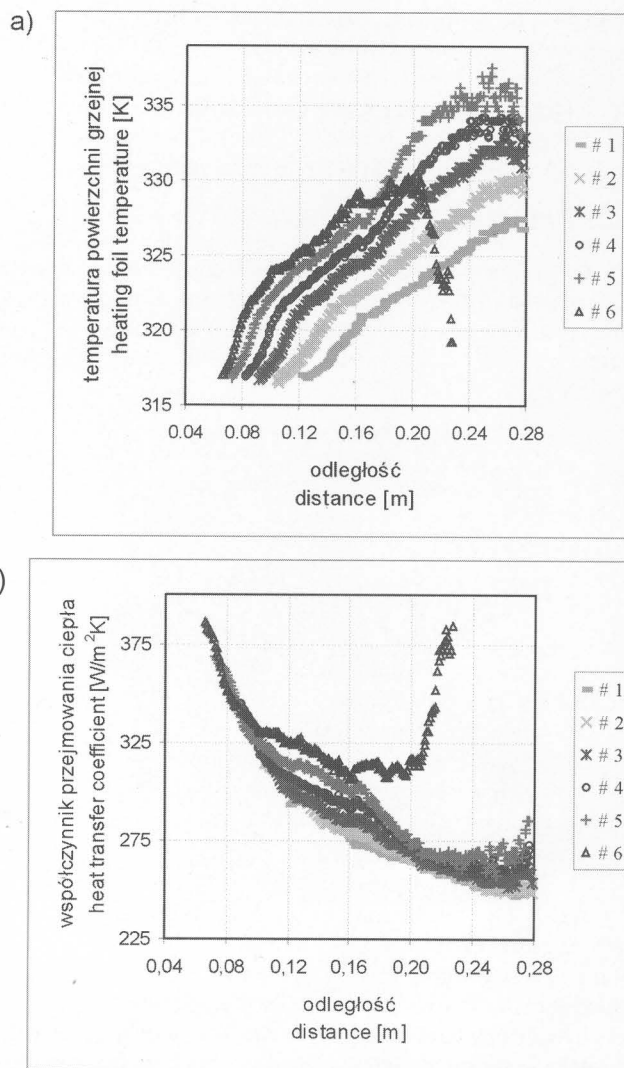 a)
temperatura powierzchni grzejnej
heating foil temperature [K]
335
330
325
320
315
0.04 0.08 0.12 0.16 0.20 0.24 0.28
odległość
distance [m]
# 1
# 2
# 3
# 4
# 5
# 6
)
współczynnik przejmowania ciepła
heat transfer coefficient [W/m²K]
375
325
275
225
0,04 0,08 0,12 0,16 0,20 0,24 0,28
odległość
distance [m]
# 1
# 2
# 3
# 4
# 5
# 6